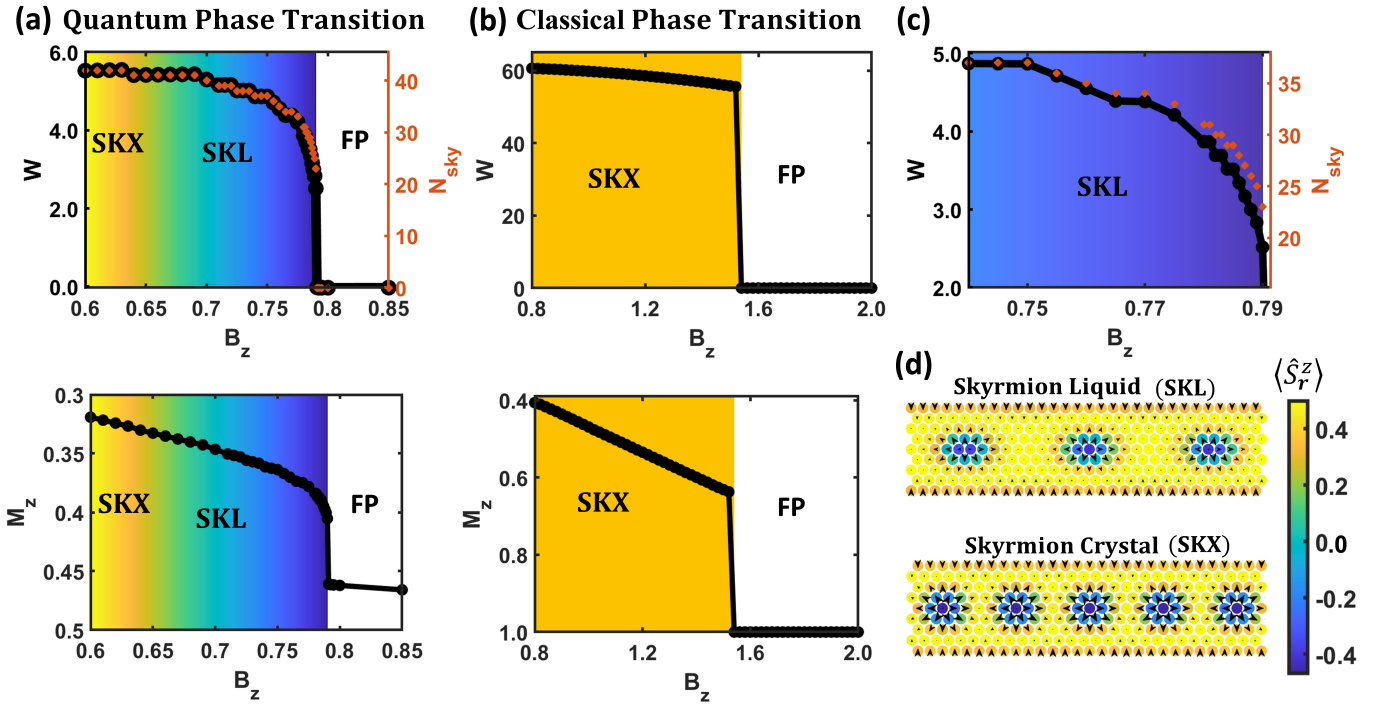 (a) Quantum Phase Transition
6.0
4.0
2.0
0.0
W
SKX
SKL
FP
40
30
20
10
0
N_sky
0.6 0.65 0.7 0.75 0.8 0.85
B_z
(b) Classical Phase Transition
60
40
20
0
W
SKX
FP
0.8 1.2 1.6 2.0
B_z
(c)
5.0
4.0
3.0
2.0
W
SKL
35
30
25
20
N_sky
0.75 0.77 0.79
B_z
0.3
0.35
0.4
0.45
0.5
M_z
SKX
SKL
FP
0.6 0.65 0.7 0.75 0.8 0.85
B_z
0.4
0.6
0.8
1.0
M_z
SKX
FP
0.8 1.2 1.6 2.0
B_z
(d)
Skyrmion Liquid (SKL)
Skyrmion Crystal (SKX)
⟨Ŝ_r^z⟩
0.4
0.2
0.0
-0.2
-0.4